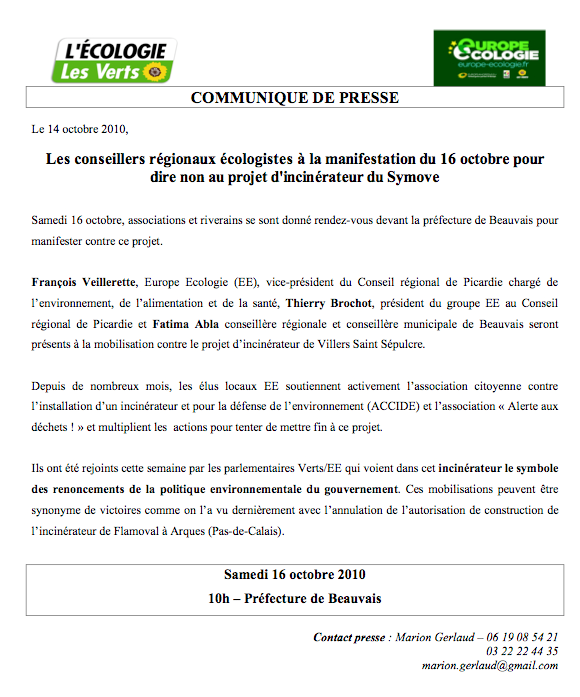 L'ÉCOLOGIE
Les Verts
EUROPE
ECOLOGIE
europe-ecologie.fr
COMMUNIQUE DE PRESSE
Le 14 octobre 2010,
Les conseillers régionaux écologistes à la manifestation du 16 octobre pour
dire non au projet d'incinérateur du Symove
Samedi 16 octobre, associations et riverains se sont donné rendez-vous devant la préfecture de Beauvais pour
manifester contre ce projet.
François Veillerette, Europe Ecologie (EE), vice-président du Conseil régional de Picardie chargé de
l'environnement, de l'alimentation et de la santé, Thierry Brochot, président du groupe EE au Conseil
régional de Picardie et Fatima Abla conseillère régionale et conseillère municipale de Beauvais seront
présents à la mobilisation contre le projet d'incinérateur de Villers Saint Sépulcre.
Depuis de nombreux mois, les élus locaux EE soutiennent activement l'association citoyenne contre
l'installation d'un incinérateur et pour la défense de l'environnement (ACCIDE) et l'association « Alerte aux
déchets ! » et multiplient les actions pour tenter de mettre fin à ce projet.
Ils ont été rejoints cette semaine par les parlementaires Verts/EE qui voient dans cet incinérateur le symbole
des renoncements de la politique environnementale du gouvernement. Ces mobilisations peuvent être
synonyme de victoires comme on l'a vu dernièrement avec l'annulation de l'autorisation de construction de
l'incinérateur de Flamoval à Arques (Pas-de-Calais).
Samedi 16 octobre 2010
10h – Préfecture de Beauvais
Contact presse : Marion Gerlaud – 06 19 08 54 21
03 22 22 44 35
marion.gerlaud@gmail.com